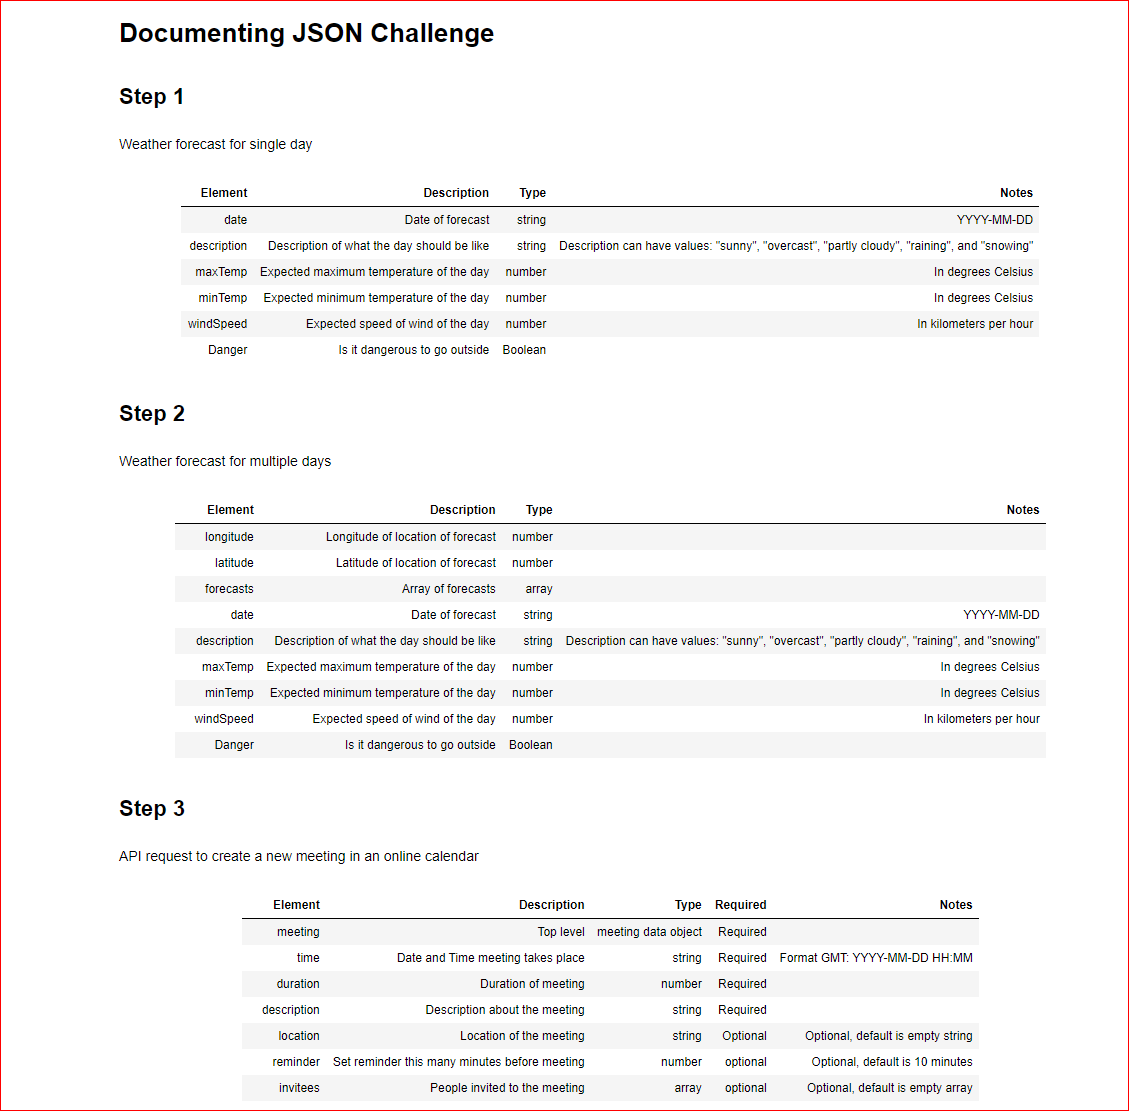 Documenting JSON Challenge
Step 1
Weather forecast for single day
Element Description Type Notes
date Date of forecast string YYYY-MM-DD
description Description of what the day should be like string Description can have values: "sunny", "overcast", "partly cloudy", "raining", and "snowing"
maxTemp Expected maximum temperature of the day number In degrees Celsius
minTemp Expected minimum temperature of the day number In degrees Celsius
windSpeed Expected speed of wind of the day number In kilometers per hour
Danger Is it dangerous to go outside Boolean
Step 2
Weather forecast for multiple days
Element Description Type Notes
longitude Longitude of location of forecast number
latitude Latitude of location of forecast number
forecasts Array of forecasts array
date Date of forecast string YYYY-MM-DD
description Description of what the day should be like string Description can have values: "sunny", "overcast", "partly cloudy", "raining", and "snowing"
maxTemp Expected maximum temperature of the day number In degrees Celsius
minTemp Expected minimum temperature of the day number In degrees Celsius
windSpeed Expected speed of wind of the day number In kilometers per hour
Danger Is it dangerous to go outside Boolean
Step 3
API request to create a new meeting in an online calendar
Element Description Type Required Notes
meeting Top level meeting data object Required
time Date and Time meeting takes place string Required Format GMT: YYYY-MM-DD HH:MM
duration Duration of meeting number Required
description Description about the meeting string Required
location Location of the meeting string Optional Optional, default is empty string
reminder Set reminder this many minutes before meeting number optional Optional, default is 10 minutes
invitees People invited to the meeting array optional Optional, default is empty array